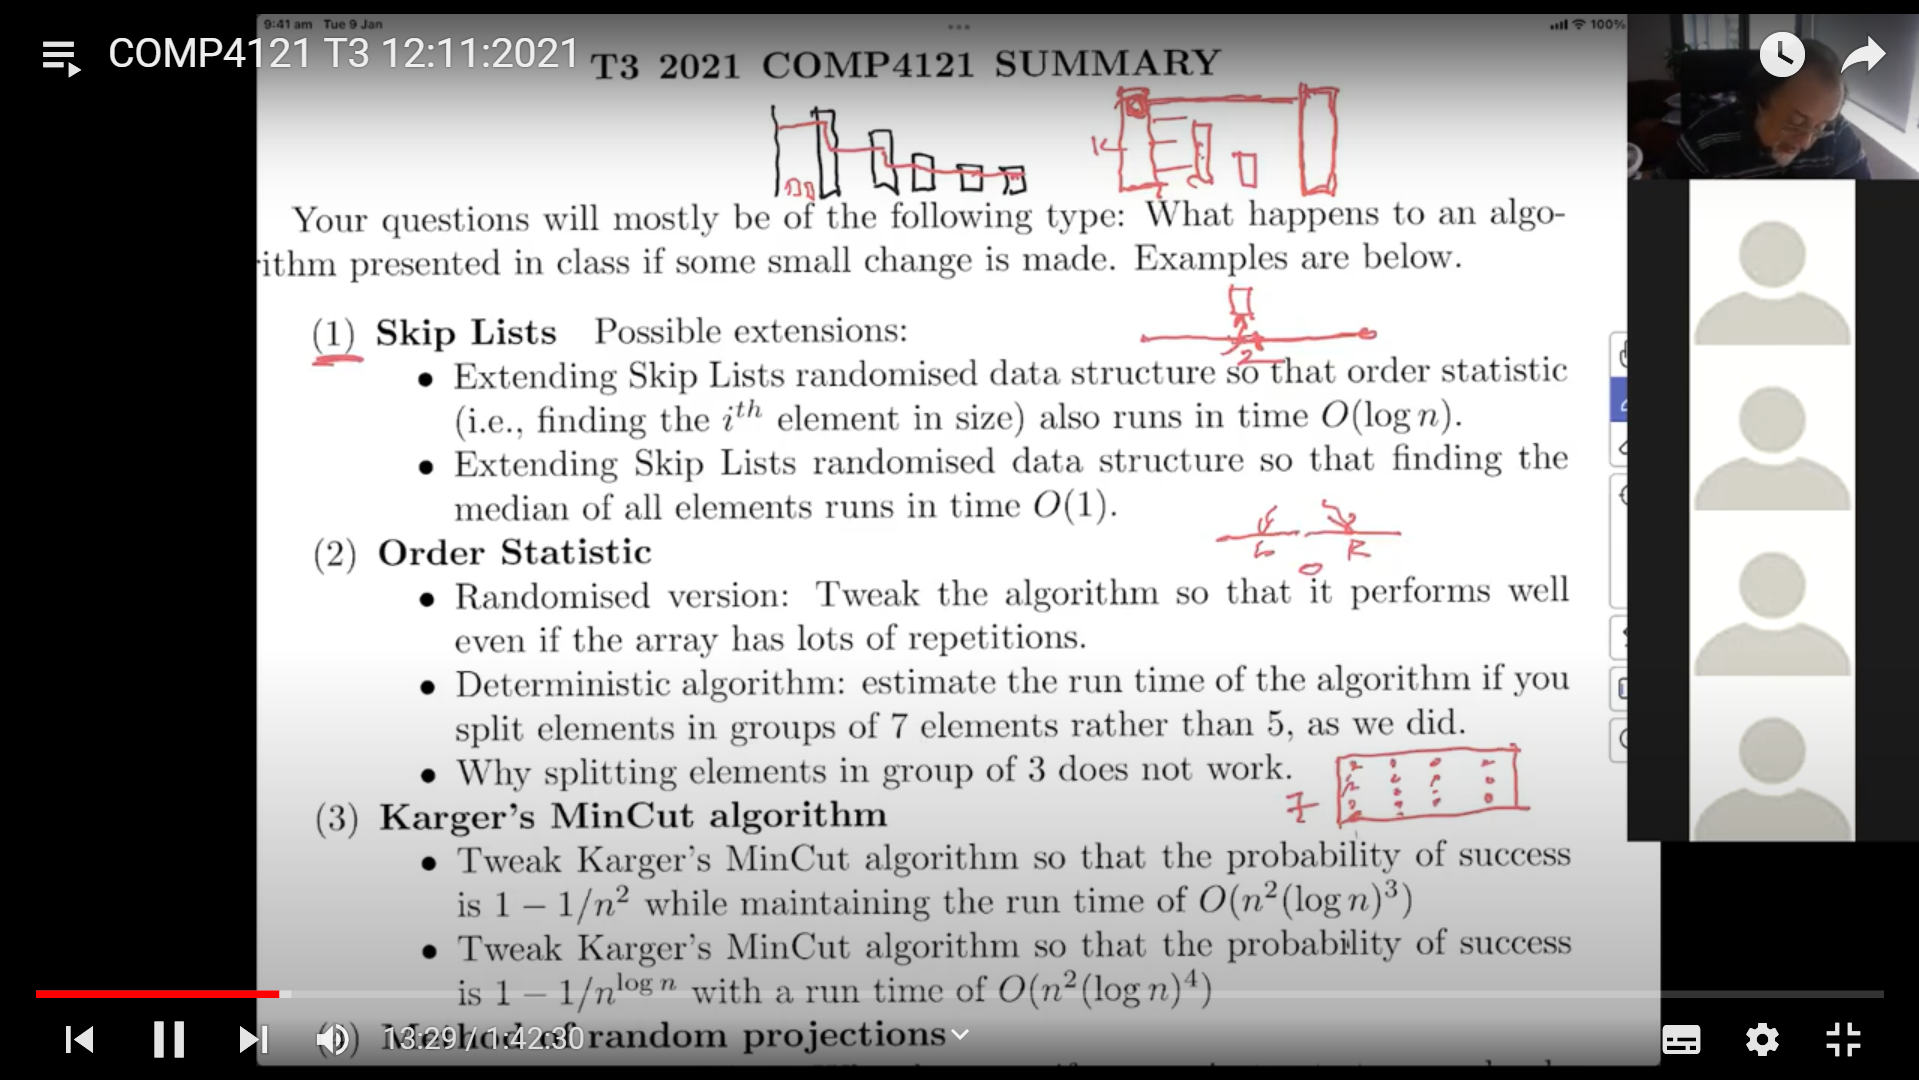 9:41 am Tue 9 Jan
100%
COMP4121 T3 12:11:2021
T3 2021 COMP4121 SUMMARY
K
Your questions will mostly be of the following type: What happens to an algo-
rithm presented in class if some small change is made. Examples are below.
(1) Skip Lists Possible extensions:
• Extending Skip Lists randomised data structure so that order statistic
(i.e., finding the iᵗʰ element in size) also runs in time O(log n).
• Extending Skip Lists randomised data structure so that finding the
median of all elements runs in time O(1).
L R
(2) Order Statistic
• Randomised version: Tweak the algorithm so that it performs well
even if the array has lots of repetitions.
• Deterministic algorithm: estimate the run time of the algorithm if you
split elements in groups of 7 elements rather than 5, as we did.
• Why splitting elements in group of 3 does not work.
7
(3) Karger's MinCut algorithm
• Tweak Karger's MinCut algorithm so that the probability of success
is 1 − 1/n² while maintaining the run time of O(n²(log n)³)
• Tweak Karger's MinCut algorithm so that the probability of success
is 1 − 1/n^{log n} with a run time of O(n²(log n)⁴)
Method of random projections
13:29 / 1:42:30